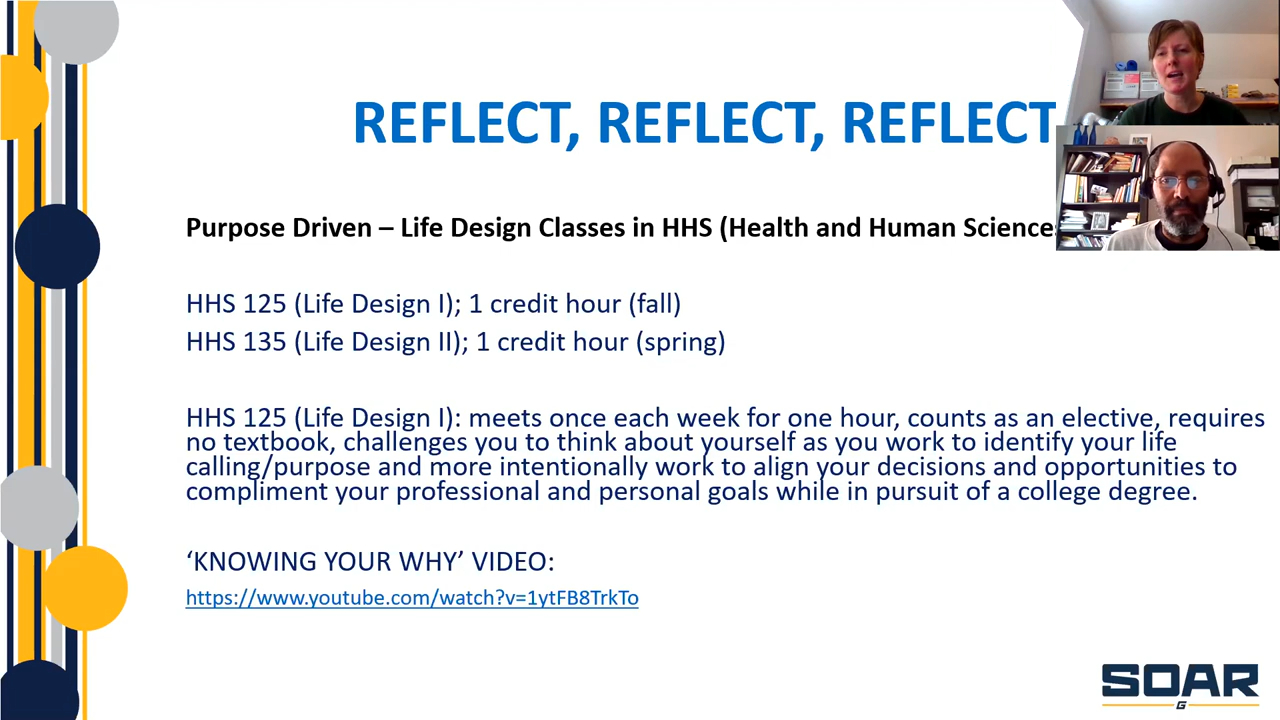 REFLECT, REFLECT, REFLECT
Purpose Driven – Life Design Classes in HHS (Health and Human Sciences
HHS 125 (Life Design I); 1 credit hour (fall)
HHS 135 (Life Design II); 1 credit hour (spring)
HHS 125 (Life Design I): meets once each week for one hour, counts as an elective, requires
no textbook, challenges you to think about yourself as you work to identify your life
calling/purpose and more intentionally work to align your decisions and opportunities to
compliment your professional and personal goals while in pursuit of a college degree.
‘KNOWING YOUR WHY’ VIDEO:
https://www.youtube.com/watch?v=1ytFB8TrkTo
SOAR
G